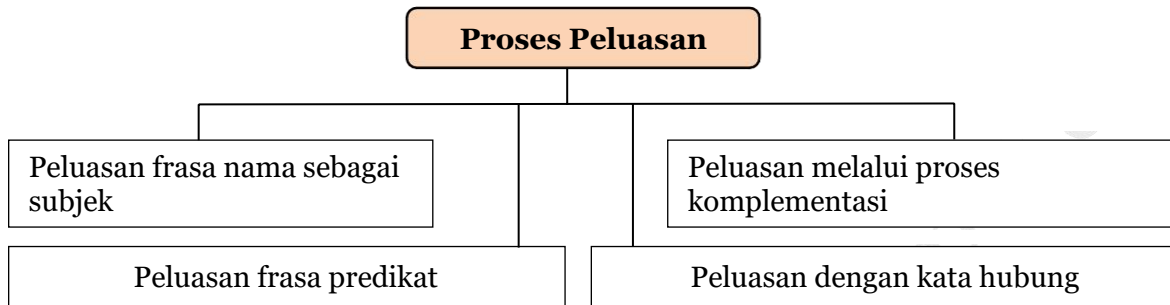 Proses Peluasan
Peluasan frasa nama sebagai
subjek
Peluasan melalui proses
komplementasi
Peluasan frasa predikat
Peluasan dengan kata hubung